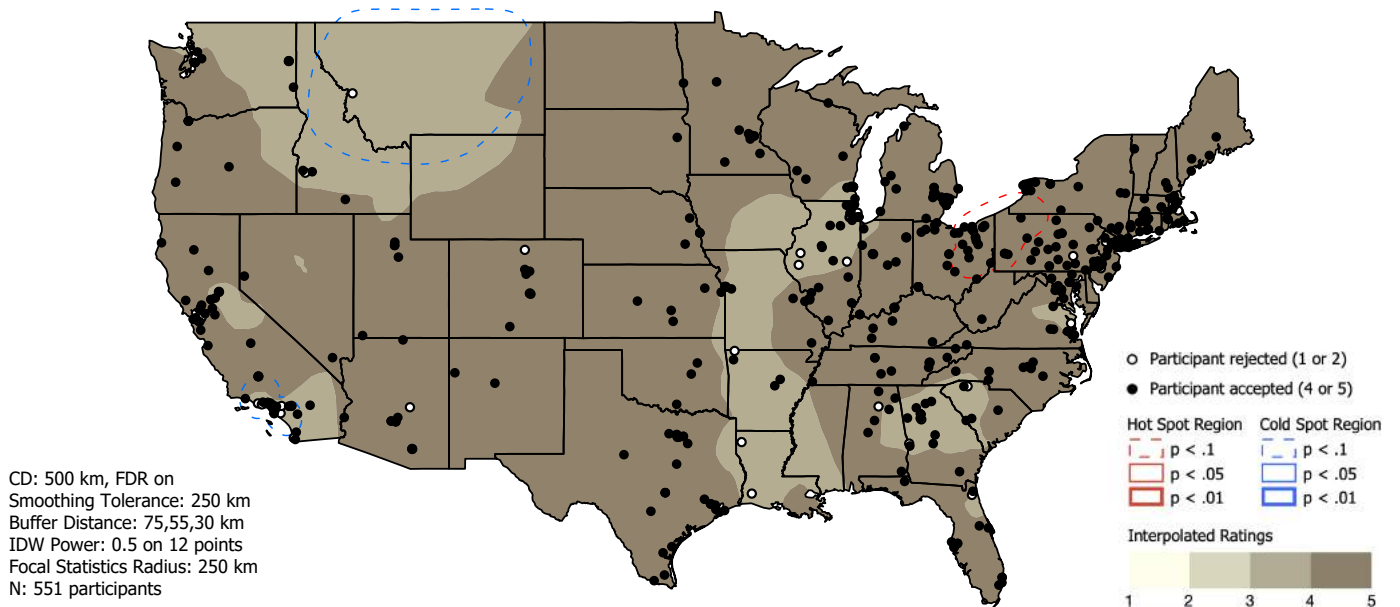 Participant rejected (1 or 2)
Participant accepted (4 or 5)
Hot Spot Region Cold Spot Region
p < .1 p < .1
p < .05 p < .05
p < .01 p < .01
Interpolated Ratings
1 2 3 4 5
CD: 500 km, FDR on
Smoothing Tolerance: 250 km
Buffer Distance: 75,55,30 km
IDW Power: 0.5 on 12 points
Focal Statistics Radius: 250 km
N: 551 participants